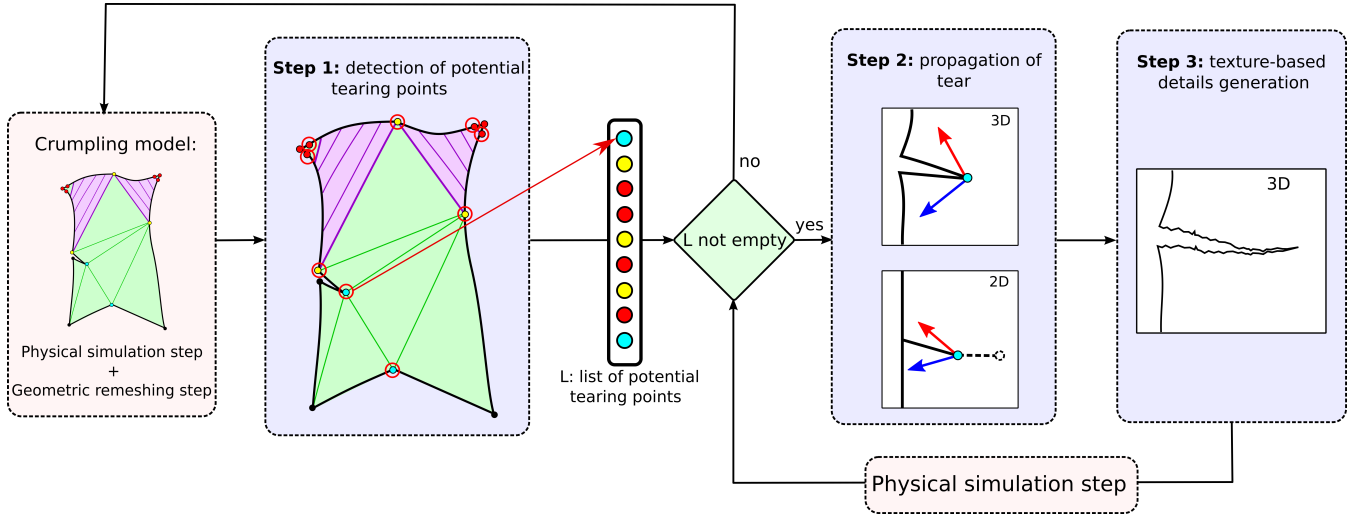 Crumpling model:
Physical simulation step
+
Geometric remeshing step
Step 1: detection of potential
tearing points
L: list of potential
tearing points
L not empty
no
yes
Step 2: propagation of
tear
3D
2D
Step 3: texture-based
details generation
3D
Physical simulation step